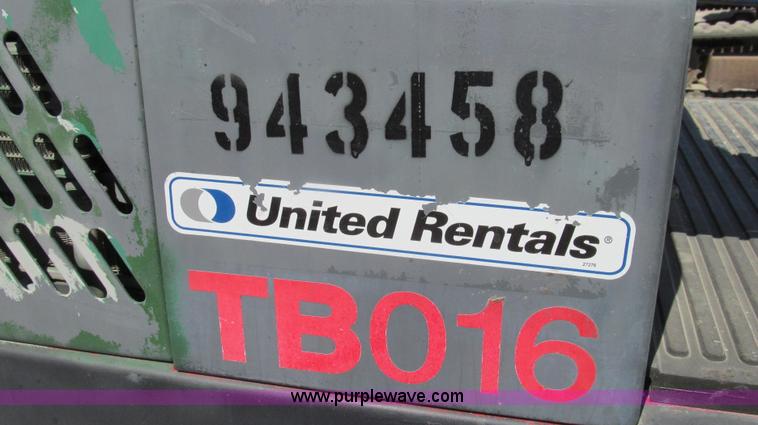 943458
United Rentals®
27276
TB016
www.purplewave.com